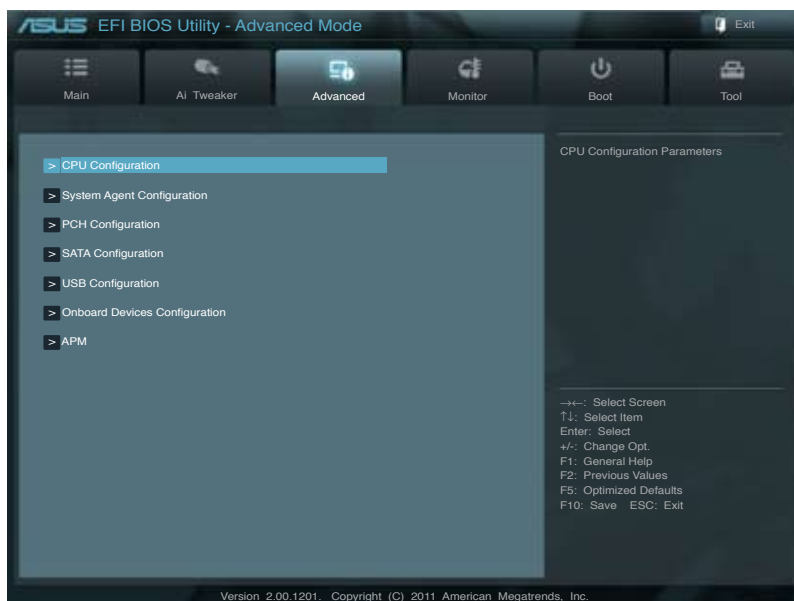 ASUS EFI BIOS Utility - Advanced Mode
Exit
Main
Ai Tweaker
Advanced
Monitor
Boot
Tool
> CPU Configuration
> System Agent Configuration
> PCH Configuration
> SATA Configuration
> USB Configuration
> Onboard Devices Configuration
> APM
CPU Configuration Parameters
→←: Select Screen
↑↓: Select Item
Enter: Select
+/-: Change Opt.
F1: General Help
F2: Previous Values
F5: Optimized Defaults
F10: Save ESC: Exit
Version 2.00.1201. Copyright (C) 2011 American Megatrends, Inc.